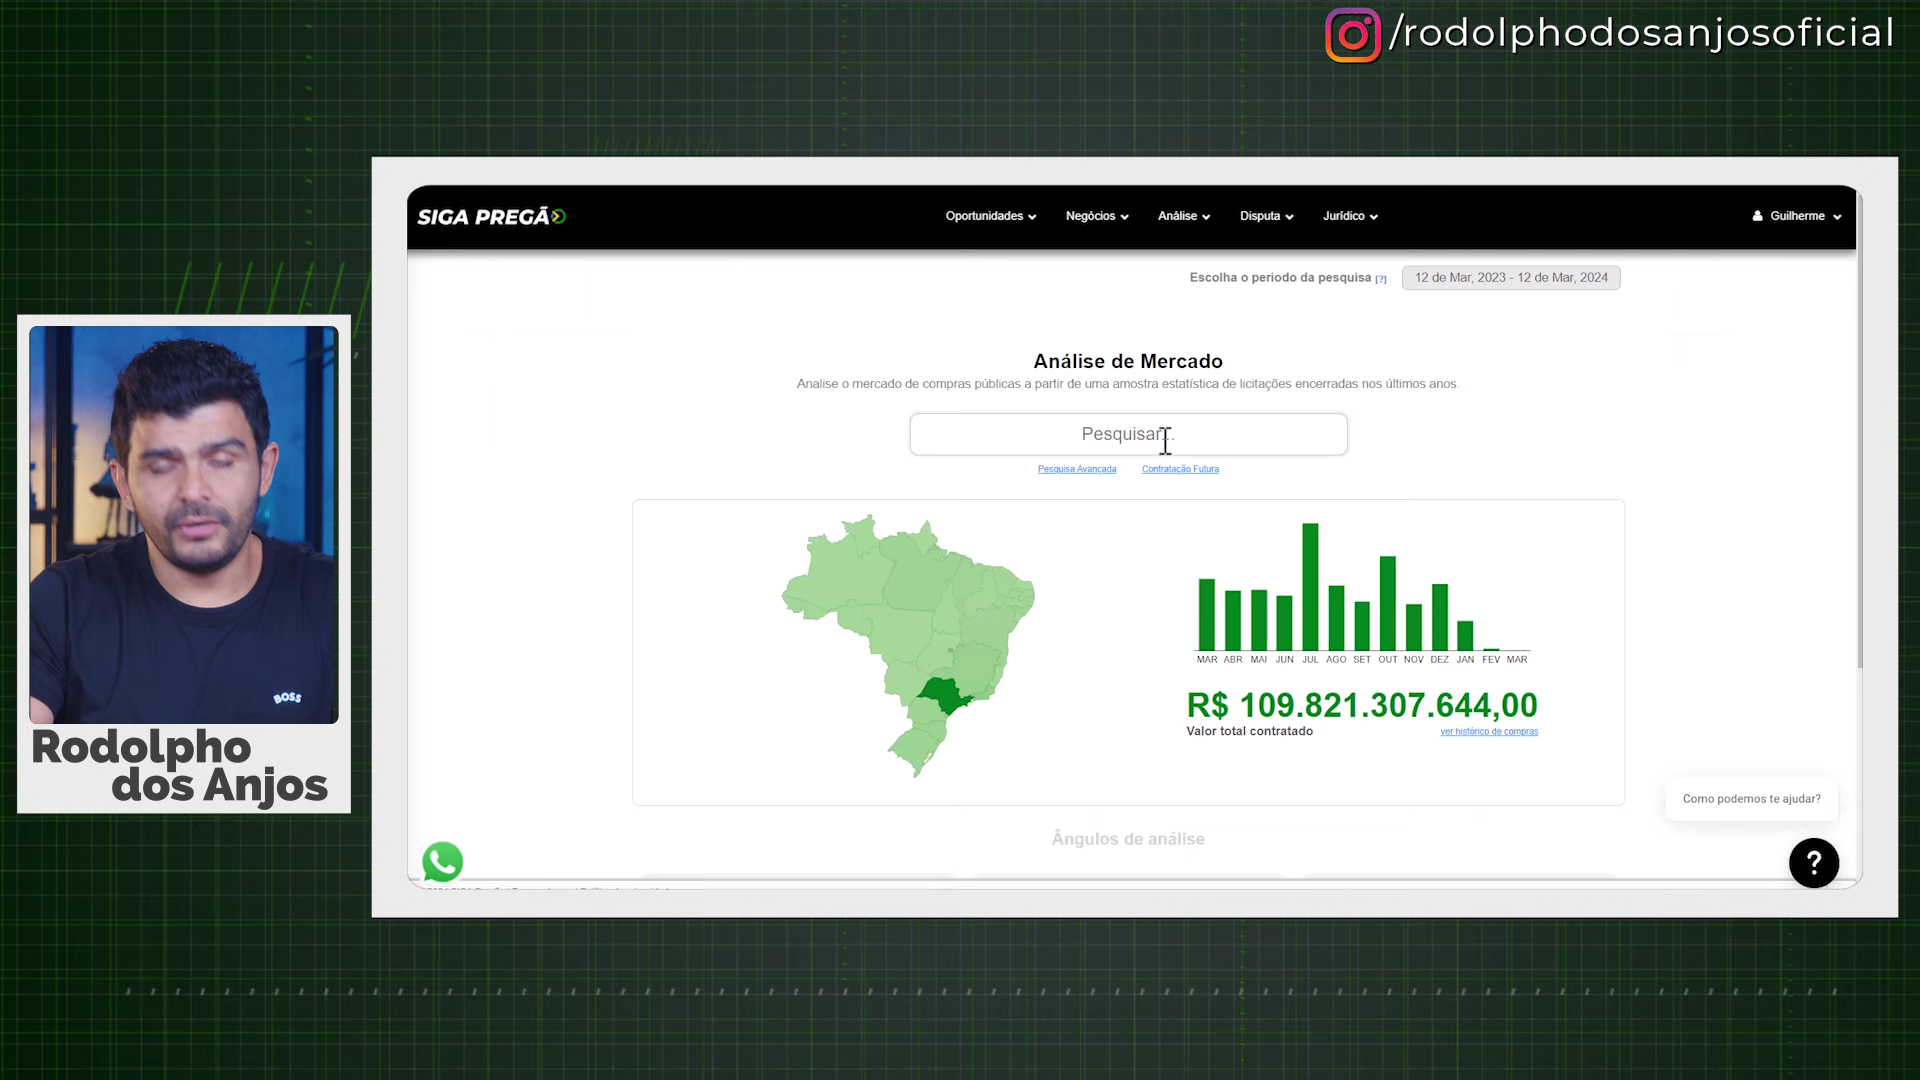 /rodolphodosanjosoficial
SIGA PREGÃO
Oportunidades
Negócios
Análise
Disputa
Jurídico
Guilherme
Escolha o período da pesquisa [?]
12 de Mar, 2023 - 12 de Mar, 2024
Análise de Mercado
Analise o mercado de compras públicas a partir de uma amostra estatística de licitações encerradas nos últimos anos.
Pesquisar...
Pesquisa Avançada
Contratação Futura
MAR ABR MAI JUN JUL AGO SET OUT NOV DEZ JAN FEV MAR
R$ 109.821.307.644,00
Valor total contratado
ver histórico de compras
Ângulos de análise
Como podemos te ajudar?
?
BOSS
Rodolpho
dos Anjos